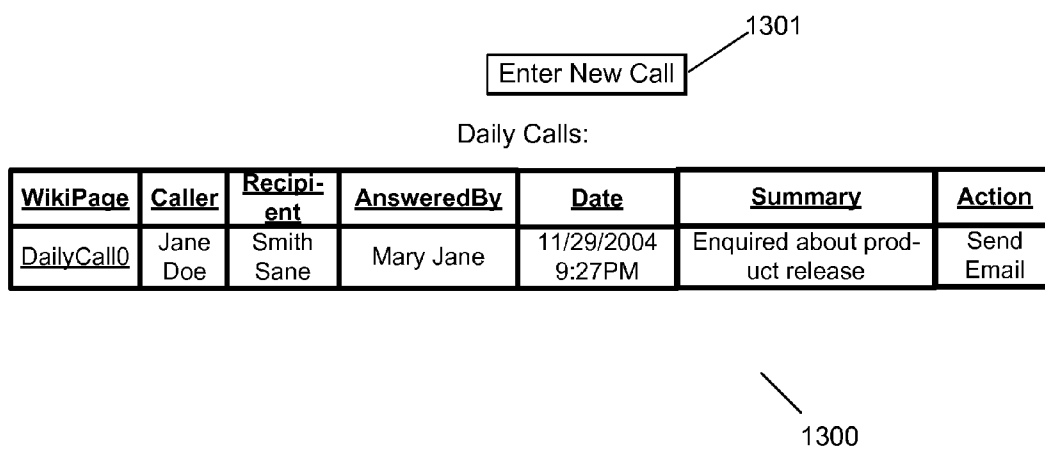 1301
Enter New Call
Daily Calls:
WikiPage Caller Recipi-
ent AnsweredBy Date Summary Action
DailyCall0 Jane
Doe Smith
Sane Mary Jane 11/29/2004
9:27PM Enquired about prod-
uct release Send
Email
1300